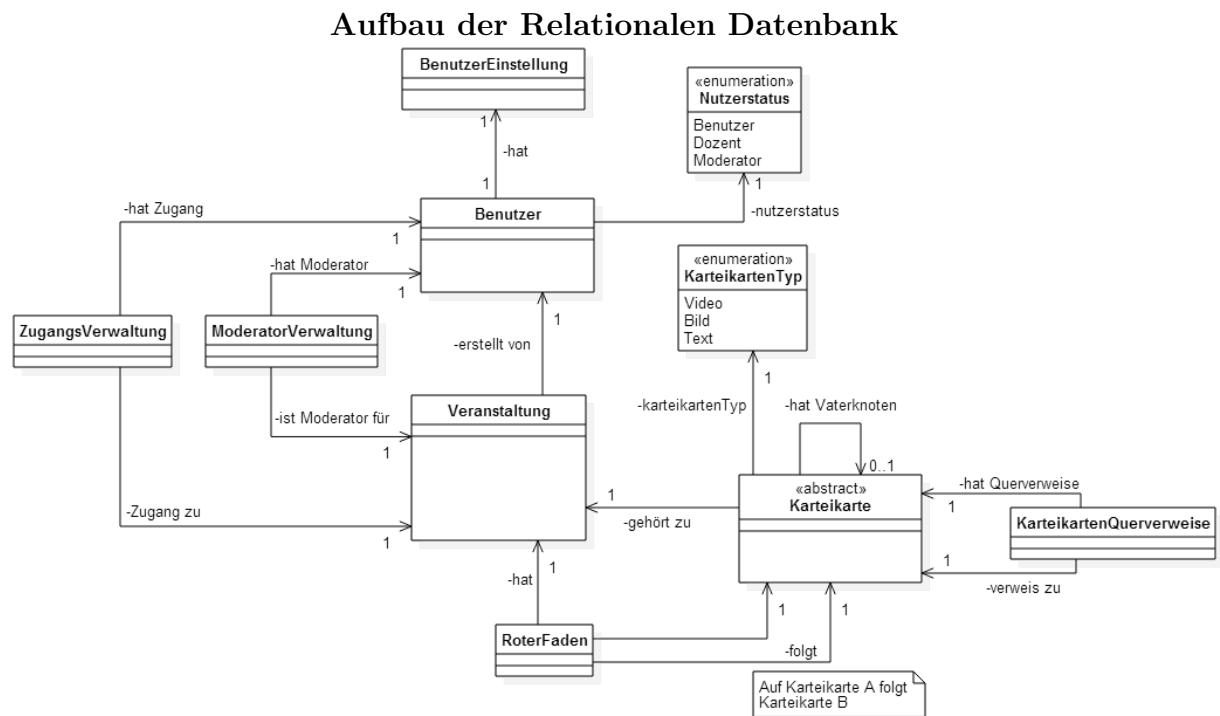 Aufbau der Relationalen Datenbank
BenutzerEinstellung
«enumeration»
Nutzerstatus
Benutzer
Dozent
Moderator
1
-hat
1
1
-nutzerstatus
-hat Zugang
1
Benutzer
-hat Moderator
1
«enumeration»
KarteikartenTyp
Video
Bild
Text
1
ZugangsVerwaltung
ModeratorVerwaltung
1
-erstellt von
-karteikartenTyp
-hat Vaterknoten
0..1
-ist Moderator für
1
Veranstaltung
-Zugang zu
1
1
-gehört zu
«abstract»
Karteikarte
-hat Querverweise
1
KarteikartenQuerverweise
1
-verweis zu
1
-hat
RoterFaden
1
1
-folgt
Auf Karteikarte A folgt
Karteikarte B